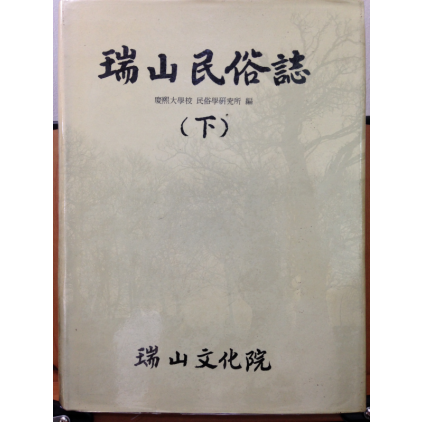 瑞山民俗誌
慶熙大學校 民俗學硏究所 編
(下)
瑞山文化院